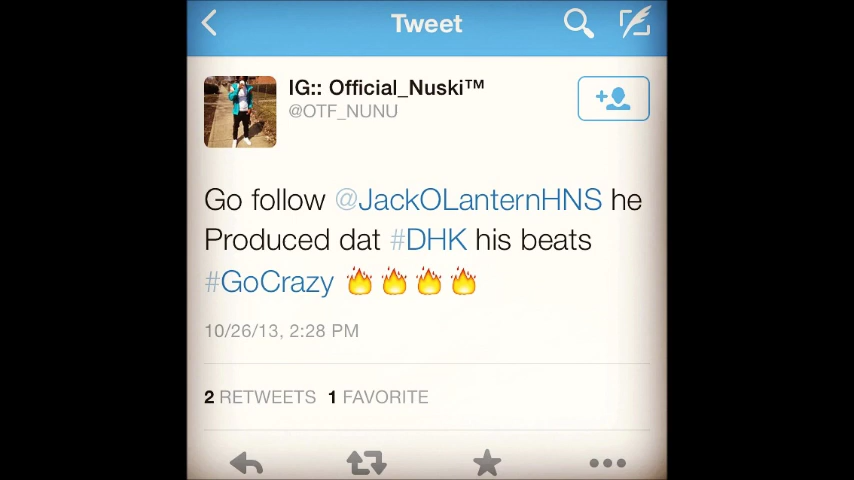 Tweet
IG:: Official_Nuski™
@OTF_NUNU
Go follow @JackOLanternHNS he
Produced dat #DHK his beats
#GoCrazy 🔥🔥🔥🔥
10/26/13, 2:28 PM
2 RETWEETS 1 FAVORITE